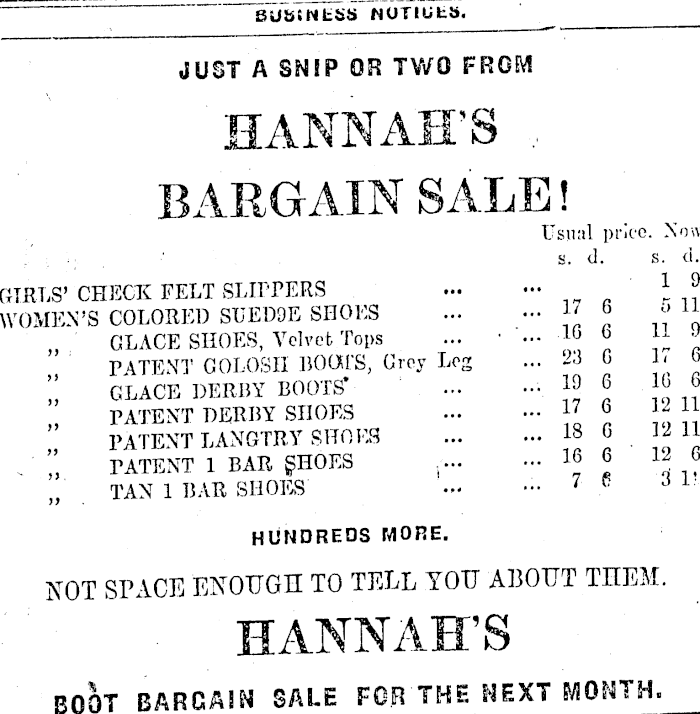 BUSINESS NOTICES.
JUST A SNIP OR TWO FROM
HANNAH'S
BARGAIN SALE!
Usual price. Now
s. d. s. d.
GIRLS' CHECK FELT SLIPPERS ... ... 1 9
WOMEN'S COLORED SUEDE SHOES ... ... 17 6 5 11
„ GLACE SHOES, Velvet Tops ... ... 16 6 11 9
„ PATENT GOLOSH BOOTS, Grey Leg ... 23 6 17 6
„ GLACE DERBY BOOTS ... ... 19 6 16 6
„ PATENT DERBY SHOES ... ... 17 6 12 11
„ PATENT LANGTRY SHOES ... ... 18 6 12 11
„ PATENT 1 BAR SHOES ... ... 16 6 12 6
„ TAN 1 BAR SHOES ... ... 7 6 3
HUNDREDS MORE.
NOT SPACE ENOUGH TO TELL YOU ABOUT THEM.
HANNAH'S
BOOT BARGAIN SALE FOR THE NEXT MONTH.